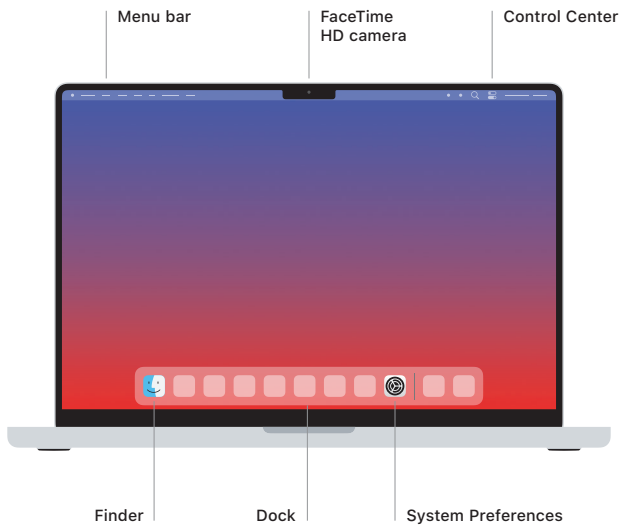 Menu bar
FaceTime
HD camera
Control Center
Finder
Dock
System Preferences